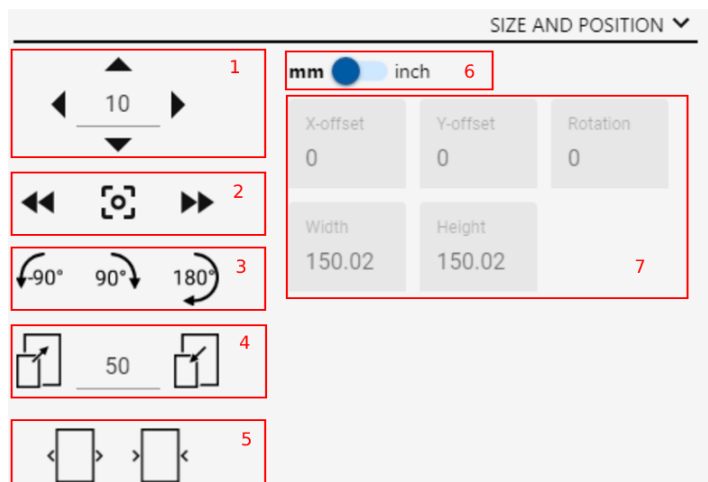 SIZE AND POSITION
1
10
2
-90° 90° 180°
3
50
4
5
mm inch 6
X-offset Y-offset Rotation
0 0 0
Width Height
150.02 150.02
7